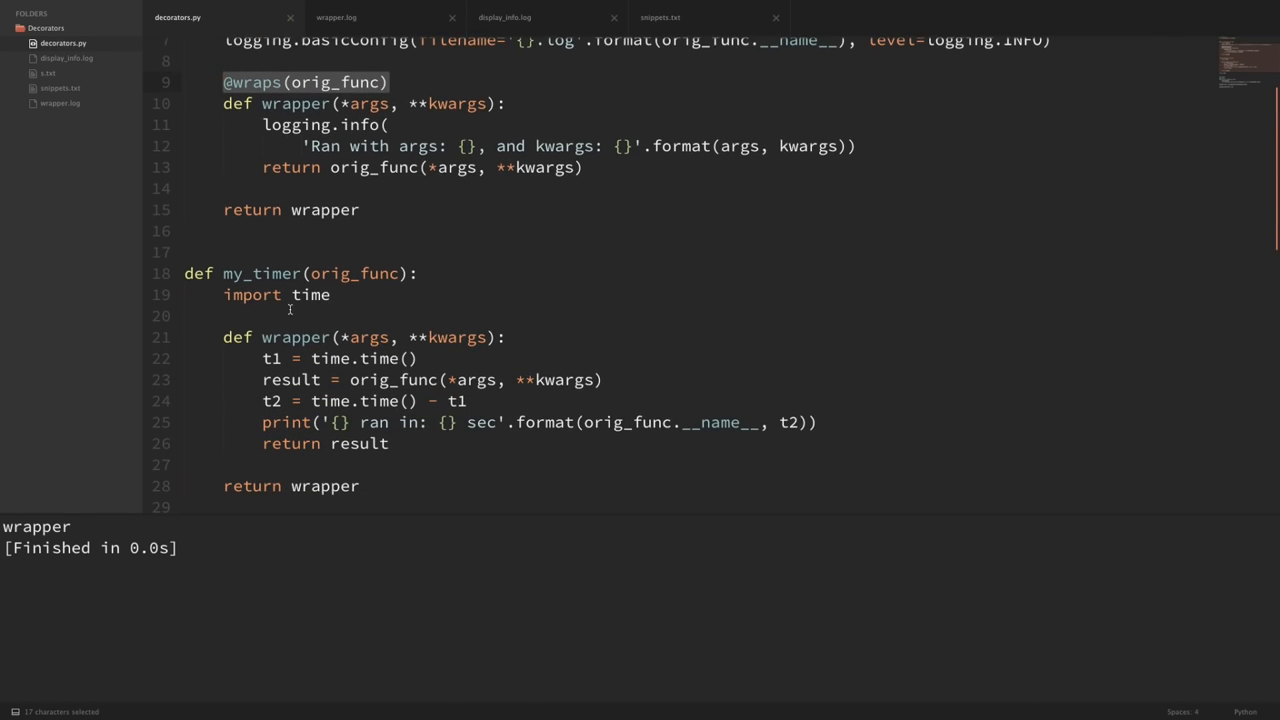 FOLDERS
Decorators
decorators.py
display_info.log
s.txt
snippets.txt
wrapper.log
decorators.py wrapper.log display_info.log snippets.txt
7 logging.basicConfig(filename='{}.log'.format(orig_func.__name__), level=logging.INFO)
8
9 @wraps(orig_func)
10 def wrapper(*args, **kwargs):
11 logging.info(
12 'Ran with args: {}, and kwargs: {}'.format(args, kwargs))
13 return orig_func(*args, **kwargs)
14
15 return wrapper
16
17
18 def my_timer(orig_func):
19 import time
20
21 def wrapper(*args, **kwargs):
22 t1 = time.time()
23 result = orig_func(*args, **kwargs)
24 t2 = time.time() - t1
25 print('{} ran in: {} sec'.format(orig_func.__name__, t2))
26 return result
27
28 return wrapper
29
wrapper
[Finished in 0.0s]
17 characters selected Spaces: 4 Python